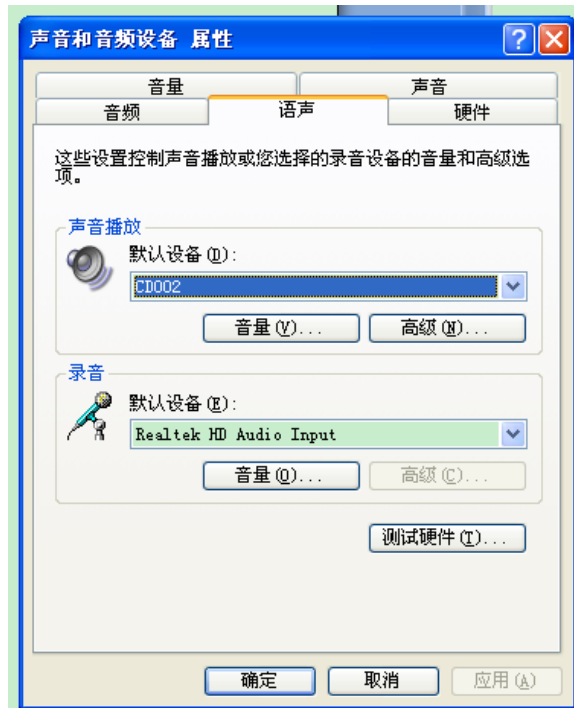 声音和音频设备 属性
音量
声音
音频
语声
硬件
这些设置控制声音播放或您选择的录音设备的音量和高级选
项。
声音播放
默认设备(D):
CD002
音量(V)...
高级(N)...
录音
默认设备(E):
Realtek HD Audio Input
音量(O)...
高级(C)...
测试硬件(T)...
确定
取消
应用(A)